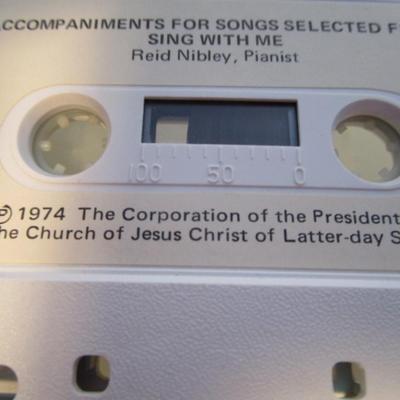 ACCOMPANIMENTS FOR SONGS SELECTED F
SING WITH ME
Reid Nibley, Pianist
100 50 0
Ⓟ 1974 The Corporation of the President
he Church of Jesus Christ of Latter-day S